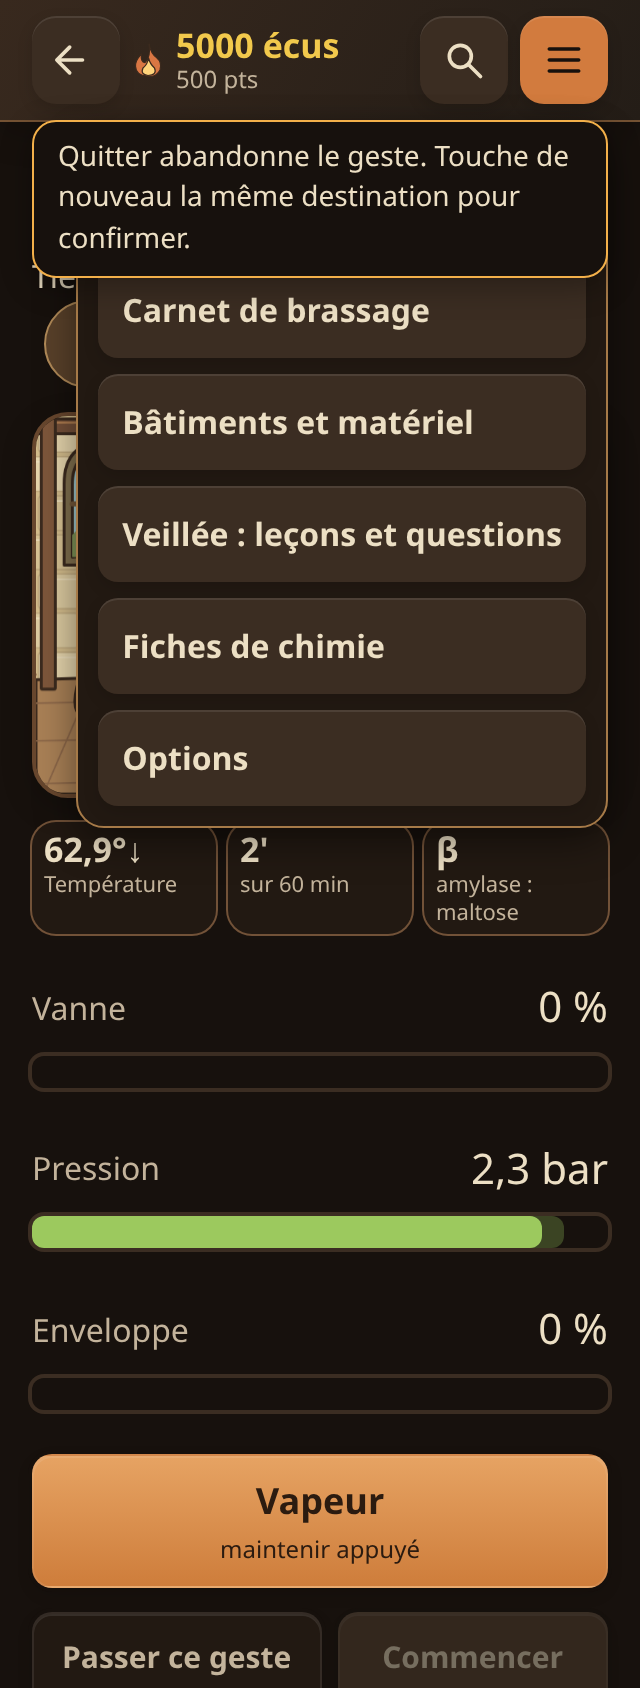 5000 écus
500 pts
Quitter abandonne le geste. Touche de
nouveau la même destination pour
confirmer.
Carnet de brassage
Bâtiments et matériel
Veillée : leçons et questions
Fiches de chimie
Options
62,9°↓
Température
2'
sur 60 min
β
amylase :
maltose
Vanne
0 %
Pression
2,3 bar
Enveloppe
0 %
Vapeur
maintenir appuyé
Passer ce geste
Commencer